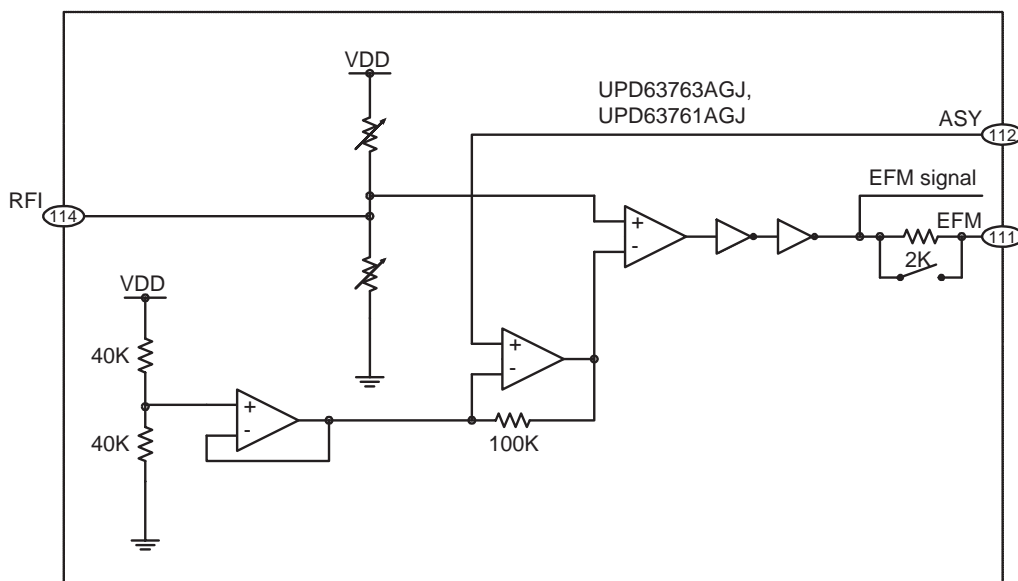 VDD
UPD63763AGJ,
UPD63761AGJ
ASY
112
EFM signal
RFI
114
EFM
111
+
-
2K
VDD
40K
+
-
+
-
40K
100K